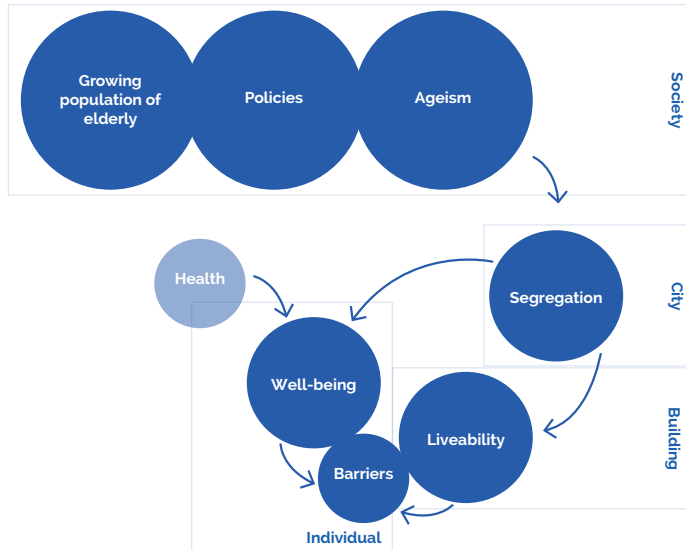 Growing
population of
elderly
Policies
Ageism
Society
Health
Segregation
City
Well-being
Liveability
Building
Barriers
Individual